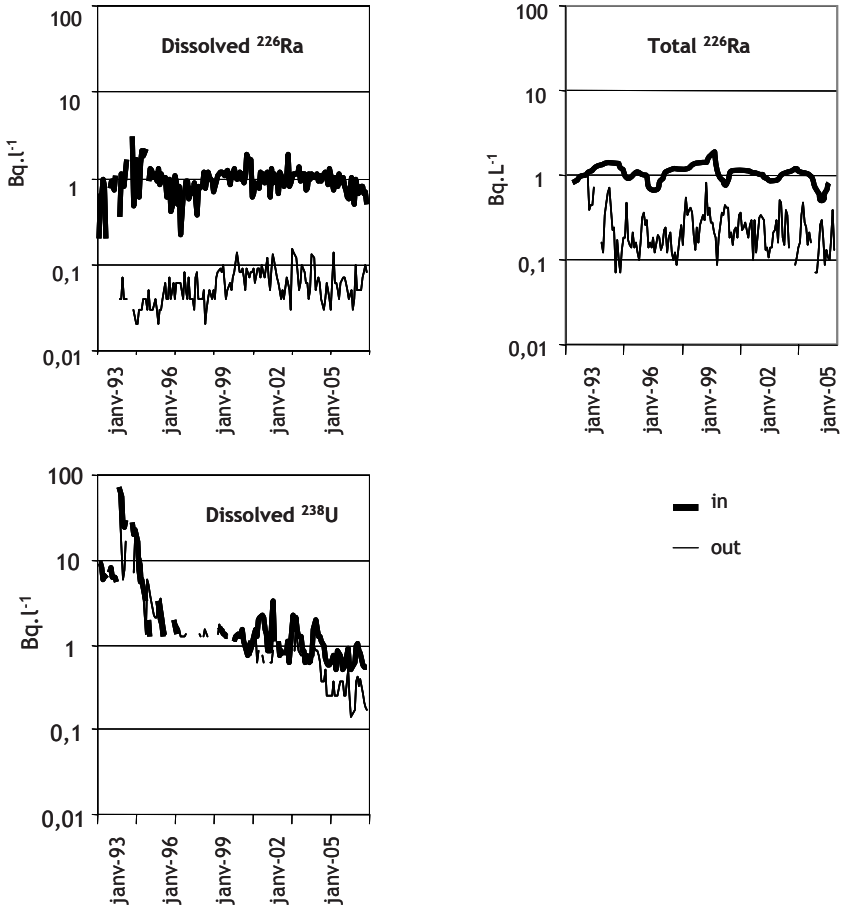 Dissolved ²²⁶Ra
Bq.l⁻¹
100
10
1
0,1
0,01
janv-93
janv-96
janv-99
janv-02
janv-05
Total ²²⁶Ra
Bq.L⁻¹
100
10
1
0,1
0,01
janv-93
janv-96
janv-99
janv-02
janv-05
Dissolved ²³⁸U
Bq.l⁻¹
100
10
1
0,1
0,01
janv-93
janv-96
janv-99
janv-02
janv-05
in
out